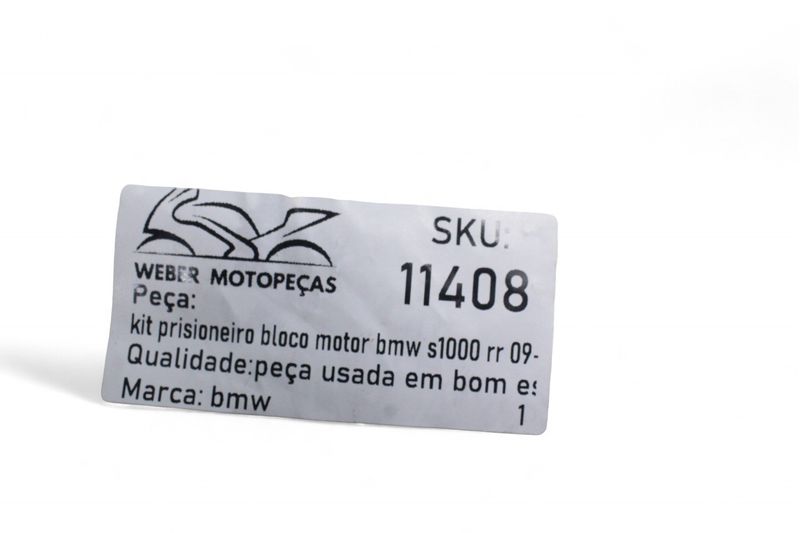 WEBER MOTOPEÇAS
SKU:
11408
Peça:
kit prisioneiro bloco motor bmw s1000 rr 09-
Qualidade:peça usada em bom es
Marca: bmw
1